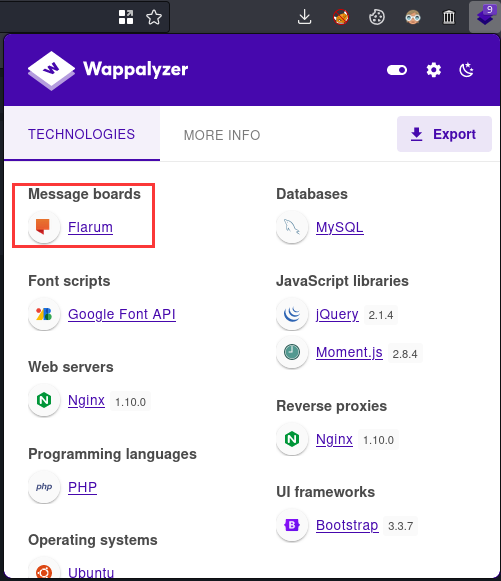 9
Wappalyzer
TECHNOLOGIES
MORE INFO
Export
Message boards
Flarum
Font scripts
Google Font API
Web servers
Nginx 1.10.0
Programming languages
php PHP
Operating systems
Ubuntu
Databases
MySQL
JavaScript libraries
jQuery 2.1.4
Moment.js 2.8.4
Reverse proxies
Nginx 1.10.0
UI frameworks
B Bootstrap 3.3.7